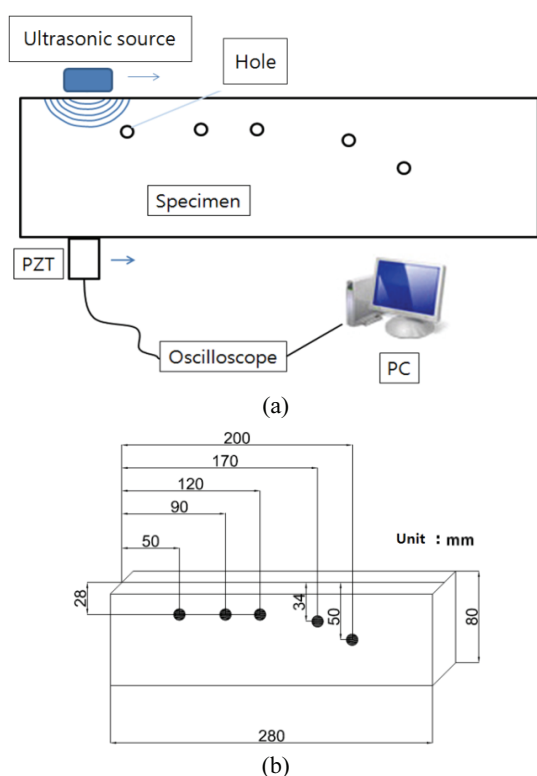 Ultrasonic source
Hole
Specimen
PZT
Oscilloscope
PC
(a)
200
170
120
90
50
Unit : mm
28
34
50
80
280
(b)